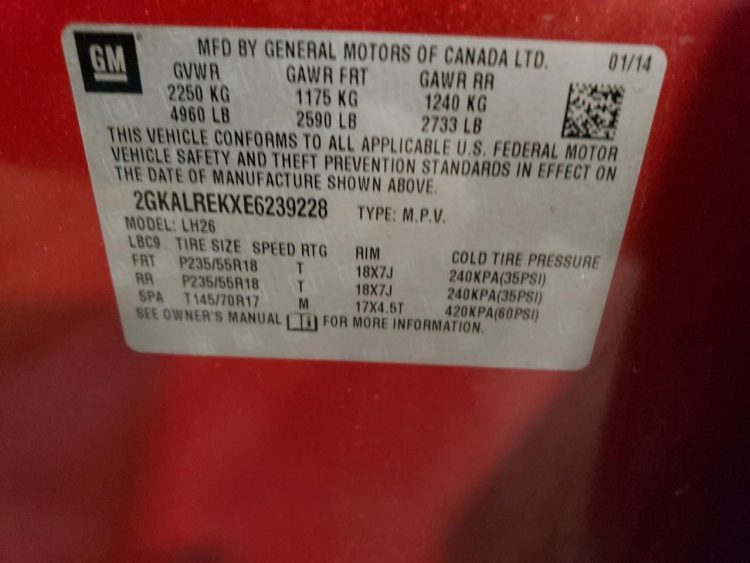 GM
MFD BY GENERAL MOTORS OF CANADA LTD. 01/14
GVWR GAWR FRT GAWR RR
2250 KG 1175 KG 1240 KG
4960 LB 2590 LB 2733 LB
THIS VEHICLE CONFORMS TO ALL APPLICABLE U.S. FEDERAL MOTOR
VEHICLE SAFETY AND THEFT PREVENTION STANDARDS IN EFFECT ON
THE DATE OF MANUFACTURE SHOWN ABOVE.
2GKALREKXE6239228 TYPE: M.P.V.
MODEL: LH26
LBC9 TIRE SIZE SPEED RTG RIM COLD TIRE PRESSURE
FRT P235/55R18 T 18X7J 240KPA(35PSI)
RR P235/55R18 T 18X7J 240KPA(35PSI)
SPA T145/70R17 M 17X4.5T 420KPA(60PSI)
SEE OWNER'S MANUAL FOR MORE INFORMATION.